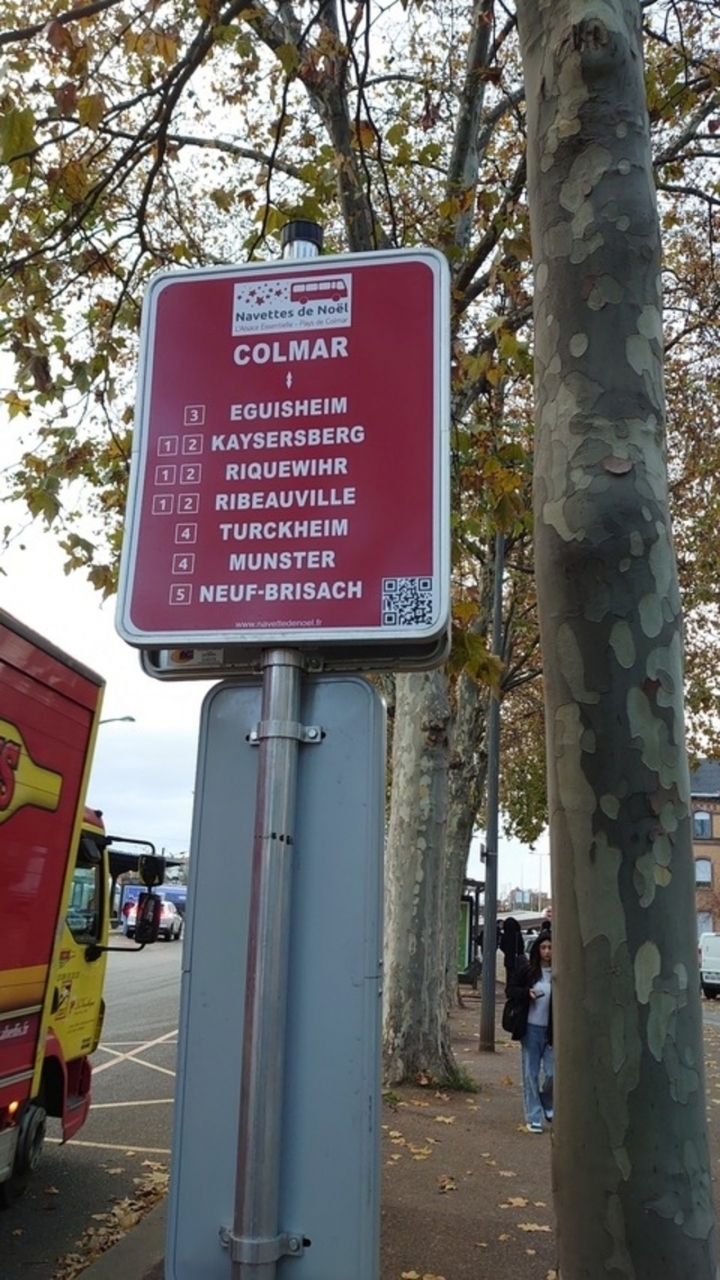 Navettes de Noël
L'Alsace Essentielle - Pays de Colmar
COLMAR
3 EGUISHEIM
1 2 KAYSERSBERG
1 2 RIQUEWIHR
1 2 RIBEAUVILLE
4 TURCKHEIM
4 MUNSTER
5 NEUF-BRISACH
www.navettedenoel.fr